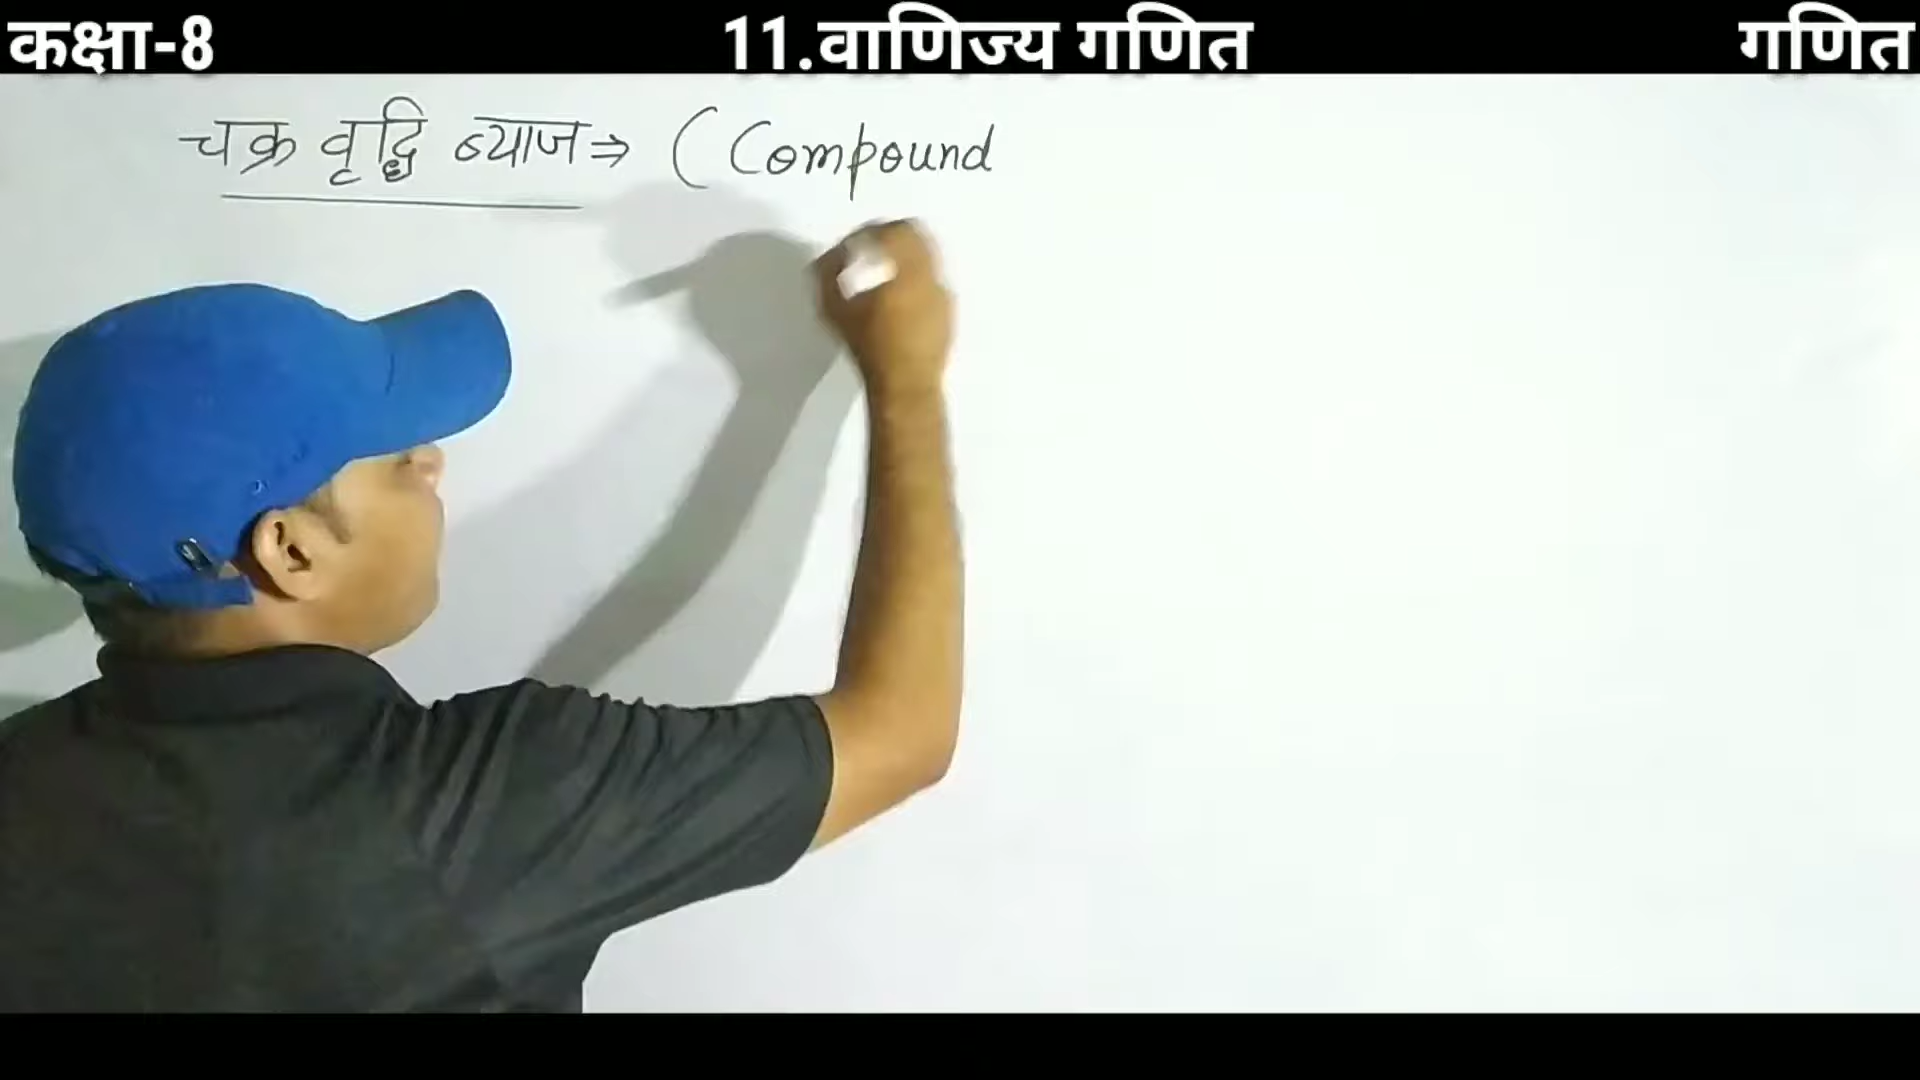 कक्षा-8 11.वाणिज्य गणित गणित
चक्र वृद्धि ब्याज⇒ (Compound